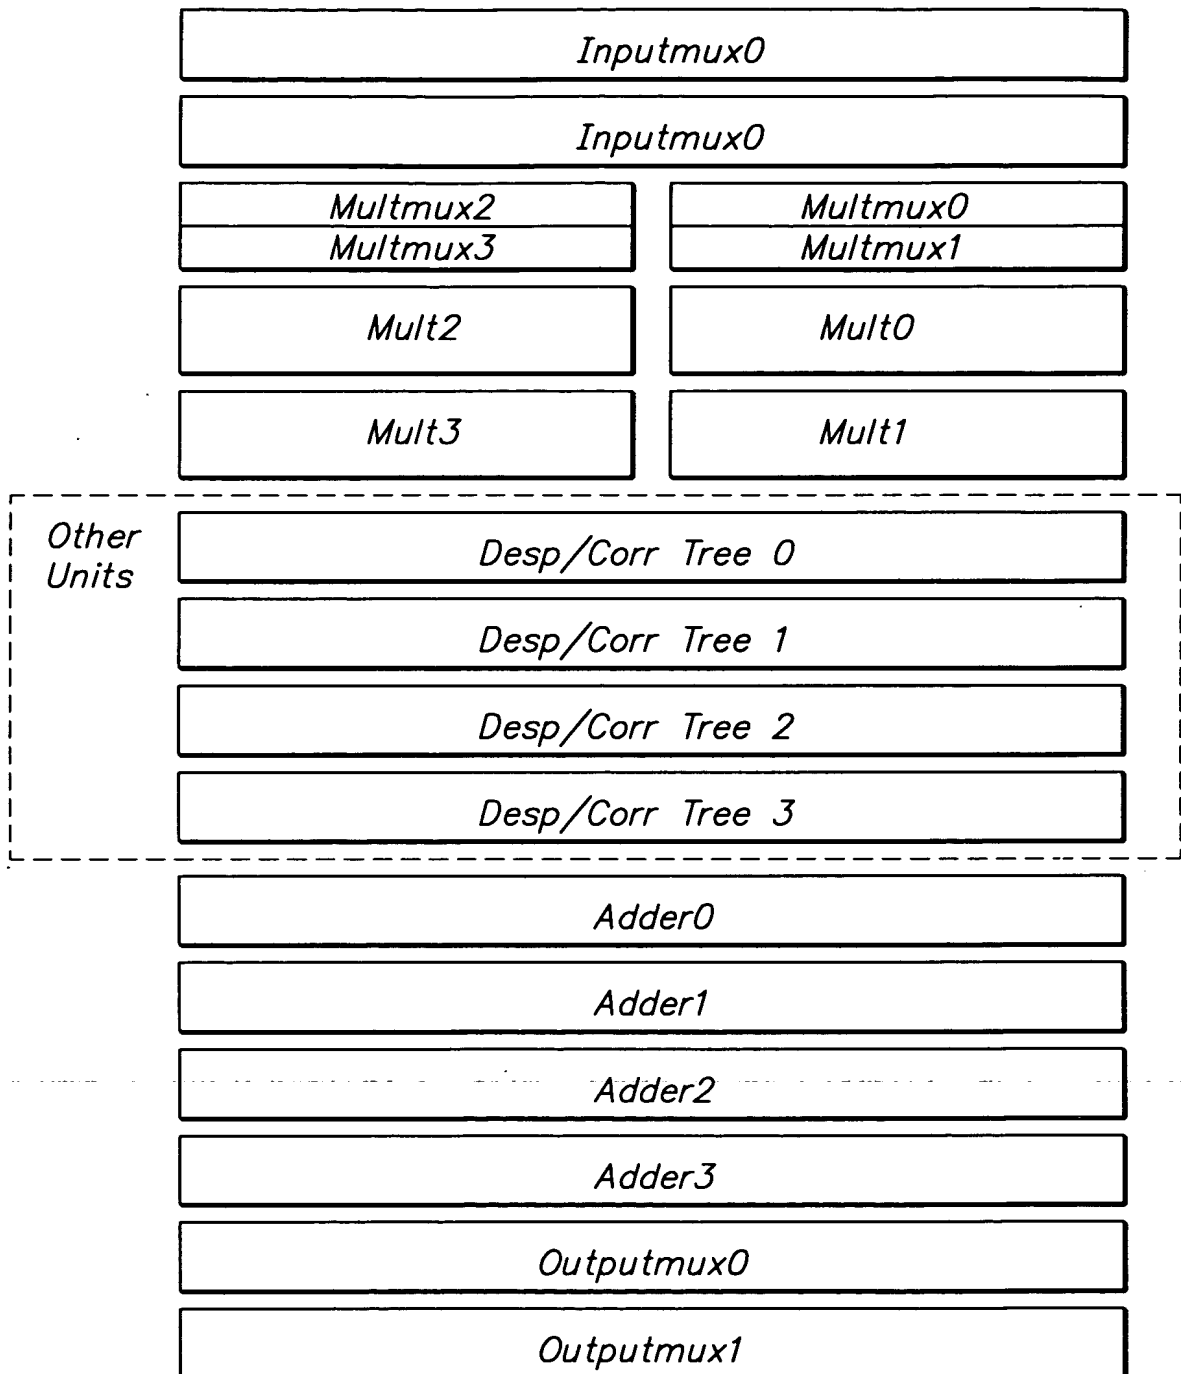 Inputmux0
Inputmux0
Multmux2
Multmux0
Multmux3
Multmux1
Mult2
Mult0
Mult3
Mult1
Other
Units
Desp/Corr Tree 0
Desp/Corr Tree 1
Desp/Corr Tree 2
Desp/Corr Tree 3
Adder0
Adder1
Adder2
Adder3
Outputmux0
Outputmux1